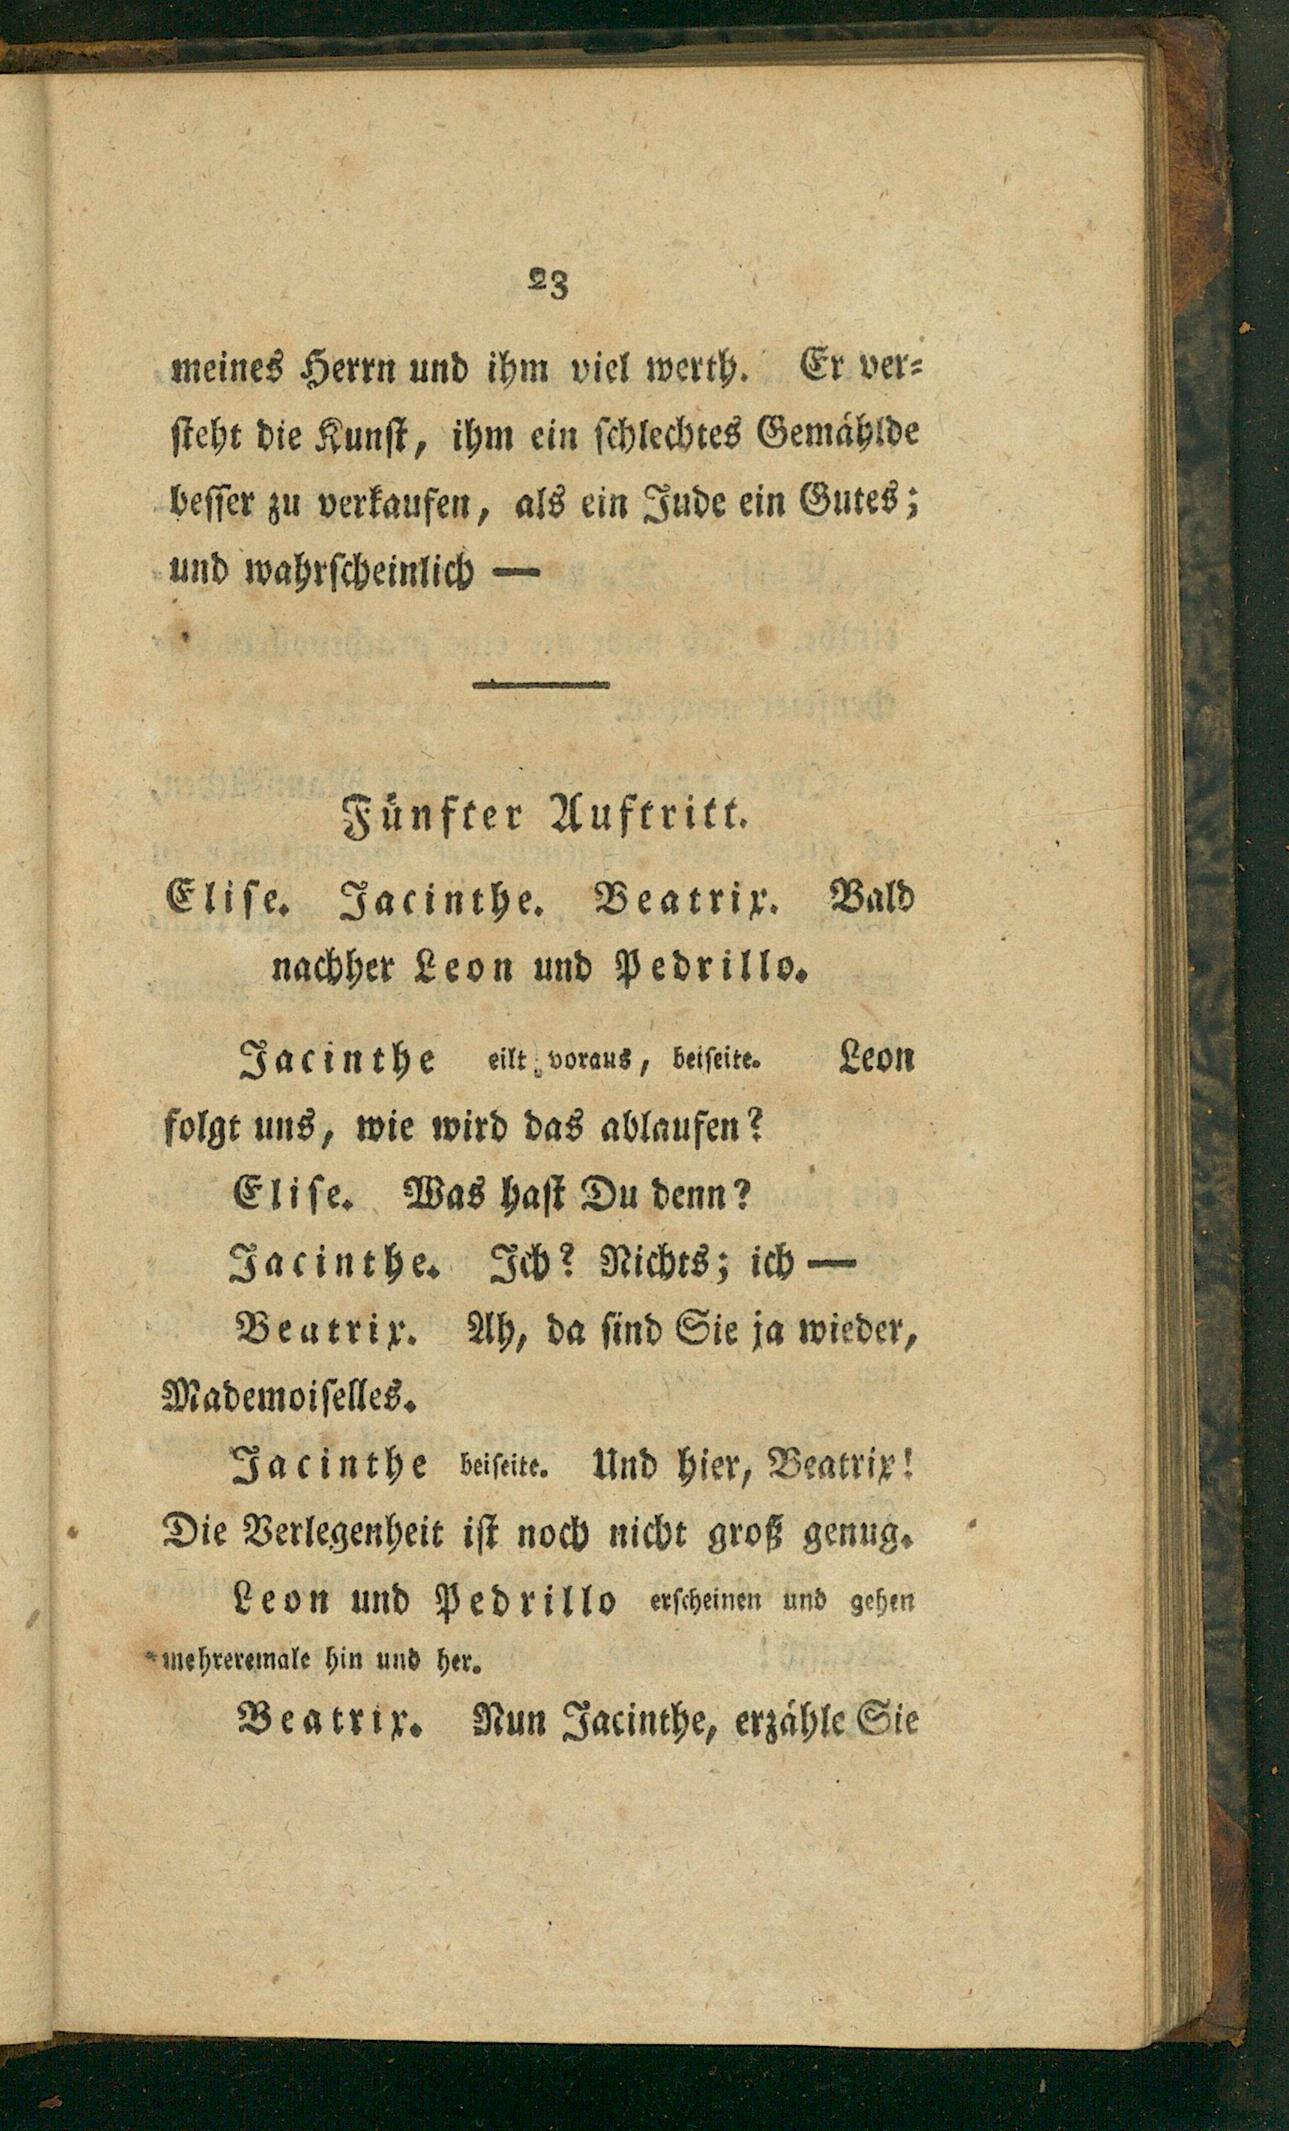 23
meines Herrn und ihm viel werth. Er ver-
steht die Kunst, ihm ein schlechtes Gemählde
besser zu verkaufen, als ein Jude ein Gutes;
und wahrscheinlich —
Fünfter Auftritt.
Elise. Jacinthe. Beatrix. Bald
nachher Leon und Pedrillo.
Jacinthe eilt voraus, beiseite. Leon
folgt uns, wie wird das ablaufen?
Elise. Was hast Du denn?
Jacinthe. Ich? Nichts; ich —
Beatrix. Ah, da sind Sie ja wieder,
Mademoiselles.
Jacinthe beiseite. Und hier, Beatrix!
Die Verlegenheit ist noch nicht groß genug.
Leon und Pedrillo erscheinen und gehen
mehreremale hin und her.
Beatrix. Nun Jacinthe, erzähle Sie